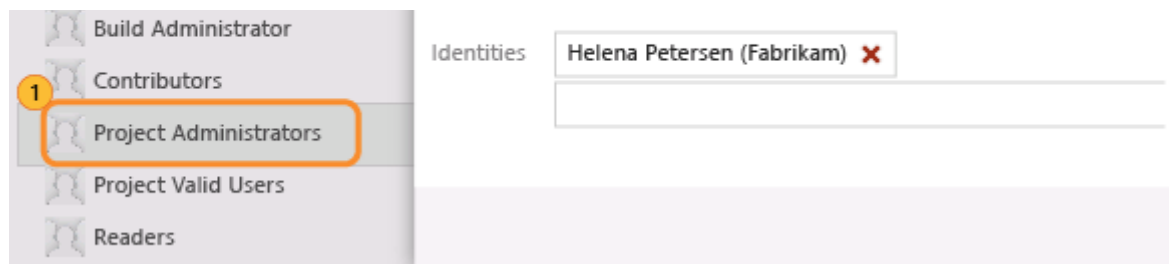 Build Administrator
Contributors
1
Project Administrators
Project Valid Users
Readers
Identities
Helena Petersen (Fabrikam)